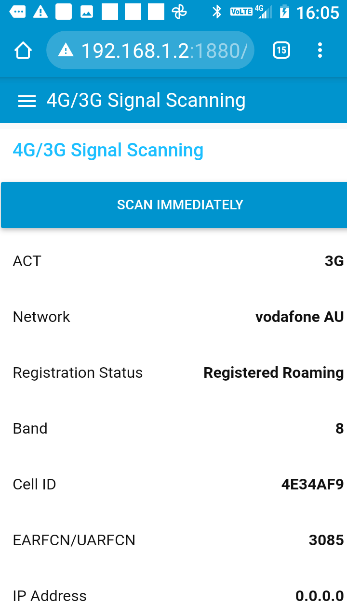 VoLTE 4G 16:05
192.168.1.2:1880/ 15
4G/3G Signal Scanning
4G/3G Signal Scanning
SCAN IMMEDIATELY
ACT 3G
Network vodafone AU
Registration Status Registered Roaming
Band 8
Cell ID 4E34AF9
EARFCN/UARFCN 3085
IP Address 0.0.0.0